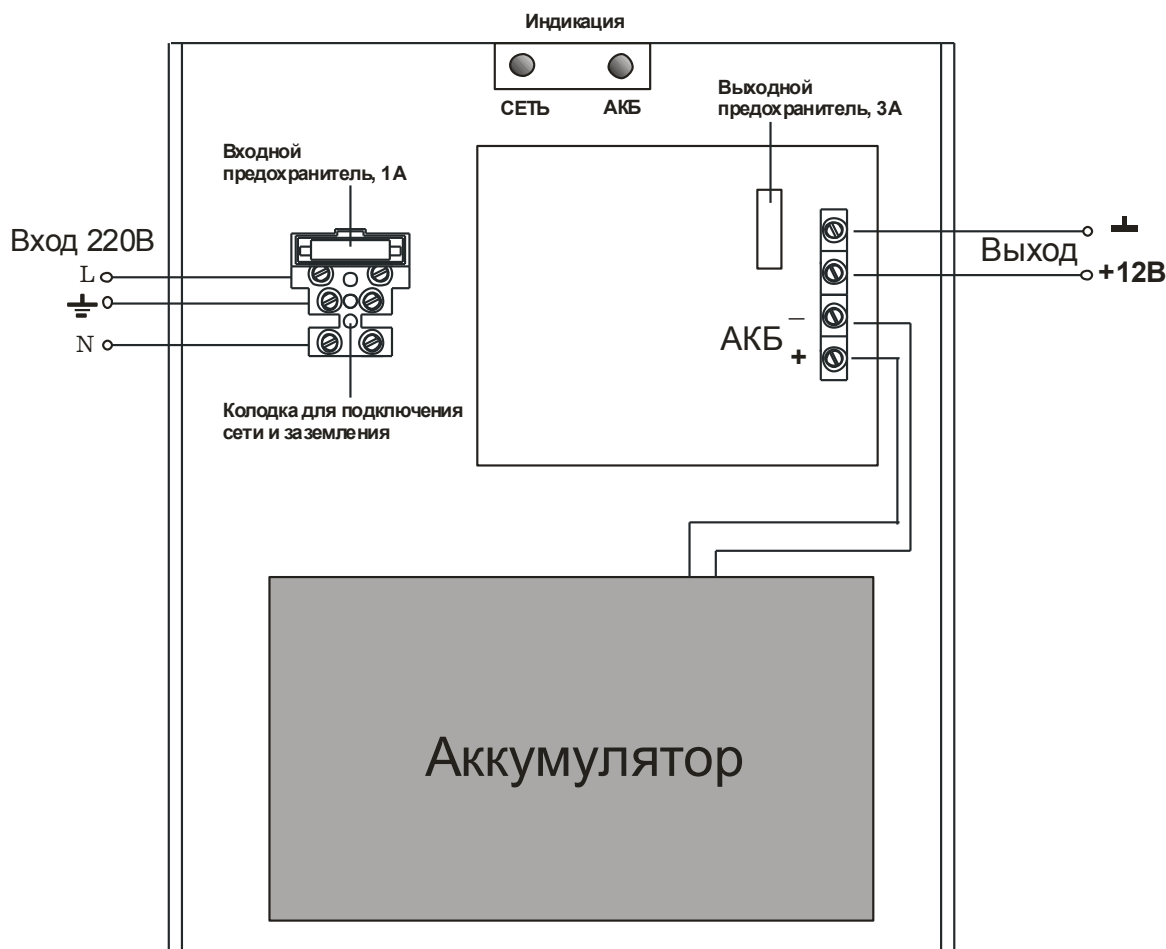 Индикация
СЕТЬ АКБ
Выходной
предохранитель, 3А
Входной
предохранитель, 1А
Вход 220В
L
N
Выход
+12В
АКБ
–
+
Колодка для подключения
сети и заземления
Аккумулятор